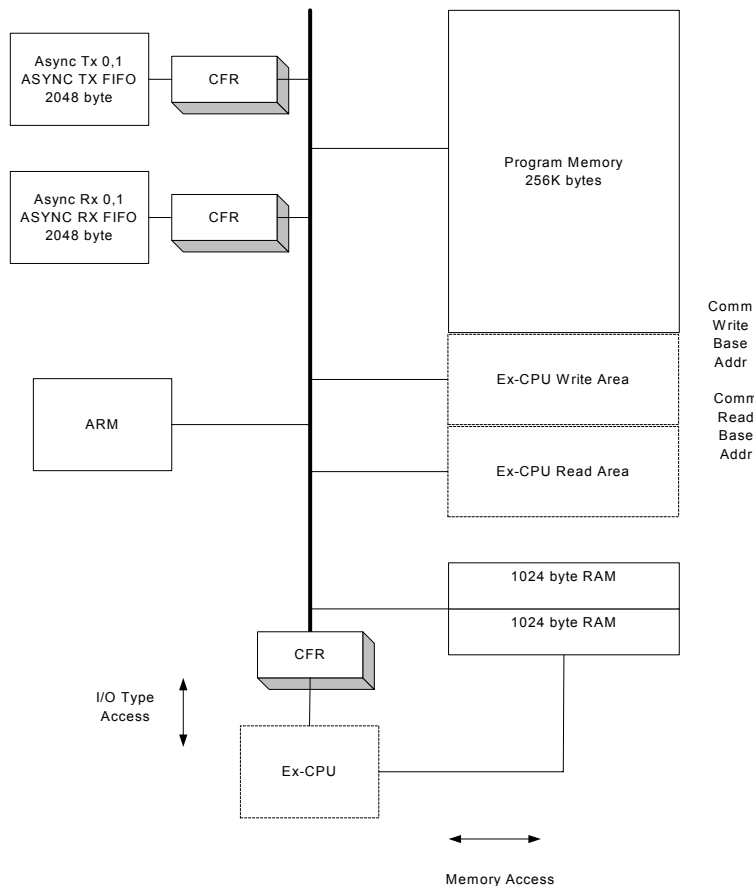 Async Tx 0,1
ASYNC TX FIFO
2048 byte
CFR
Async Rx 0,1
ASYNC RX FIFO
2048 byte
CFR
Program Memory
256K bytes
Comm
Write
Base
Addr
Ex-CPU Write Area
ARM
Comm
Read
Base
Addr
Ex-CPU Read Area
1024 byte RAM
1024 byte RAM
CFR
I/O Type
Access
Ex-CPU
Memory Access